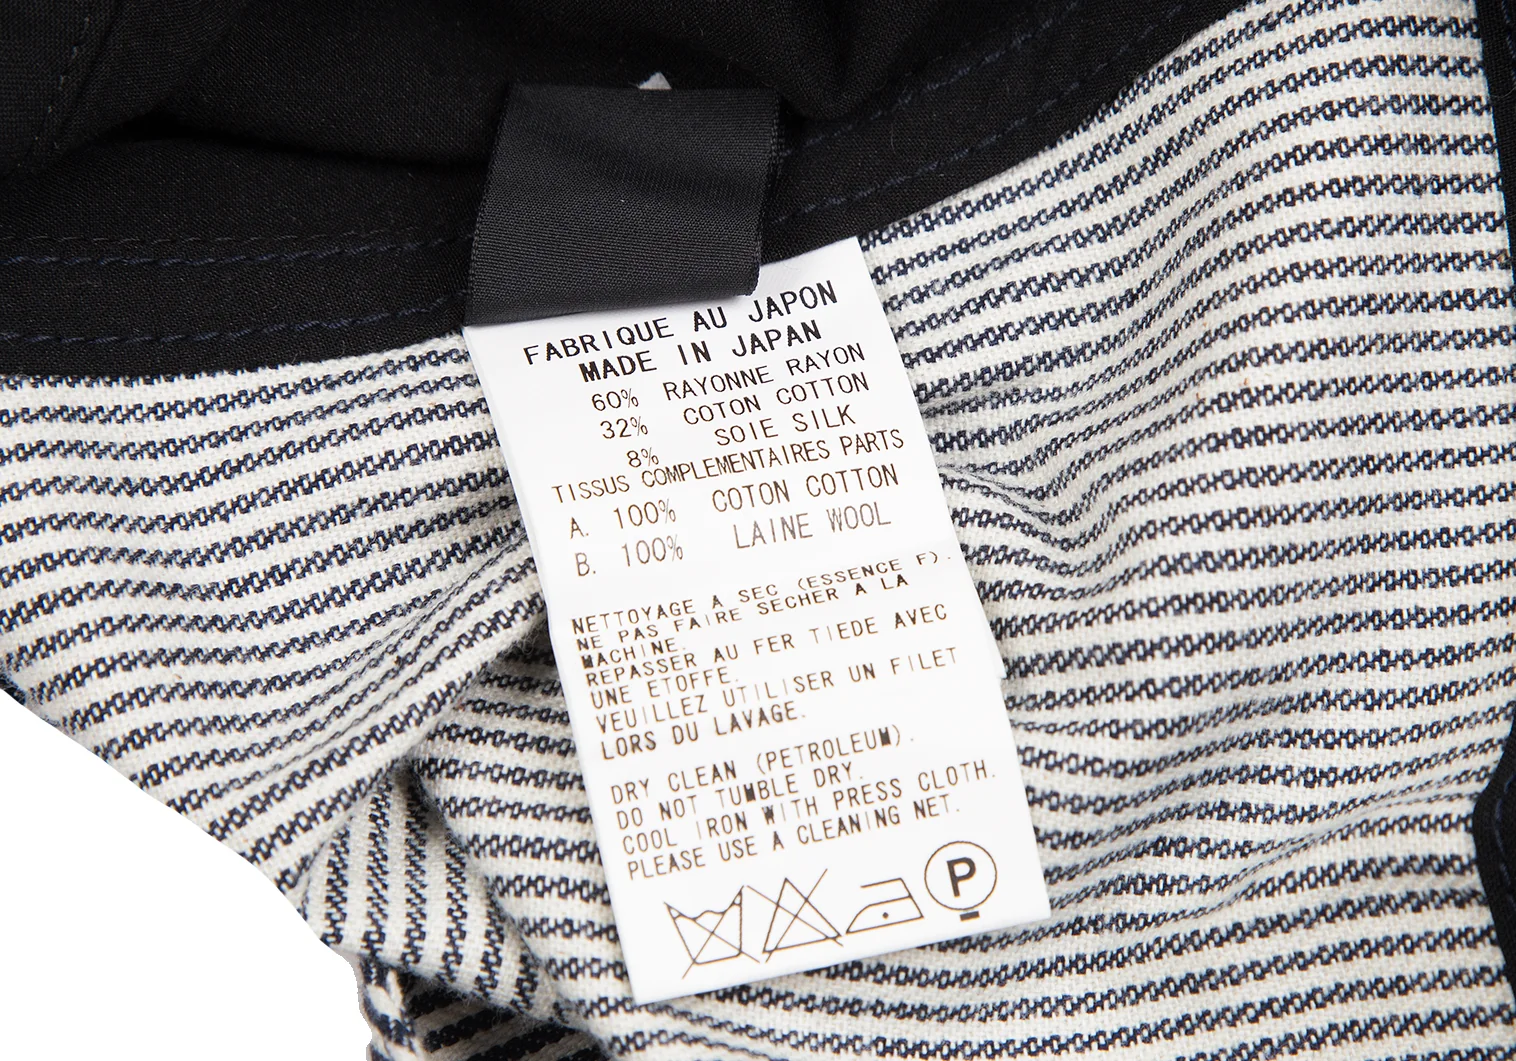 FABRIQUE AU JAPON
MADE IN JAPAN
60% RAYONNE RAYON
32% COTON COTTON
8% SOIE SILK
TISSUS COMPLEMENTAIRES PARTS
A. 100% COTON COTTON
B. 100% LAINE WOOL
NETTOYAGE A SEC (ESSENCE F).
NE PAS FAIRE SECHER A LA
MACHINE.
REPASSER AU FER TIEDE AVEC
UNE ETOFFE.
VEUILLEZ UTILISER UN FILET
LORS DU LAVAGE.
DRY CLEAN (PETROLEUM).
DO NOT TUMBLE DRY.
COOL IRON WITH PRESS CLOTH.
PLEASE USE A CLEANING NET.
P